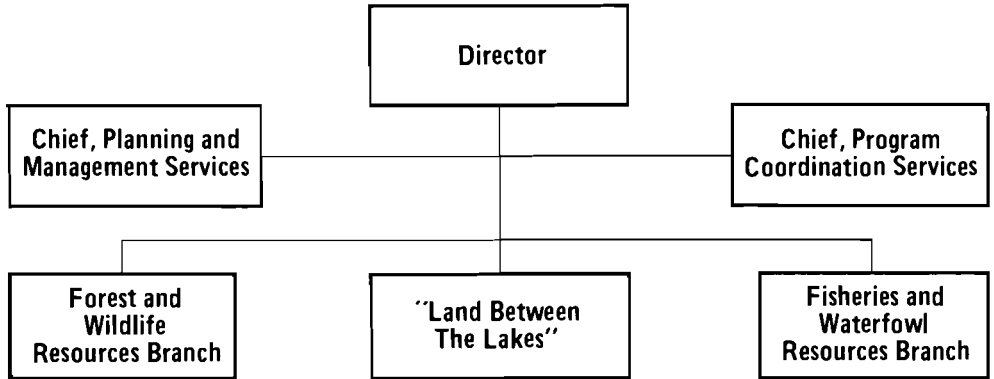 Director
Chief, Planning and
Management Services
Chief, Program
Coordination Services
Forest and
Wildlife
Resources Branch
"Land Between
The Lakes"
Fisheries and
Waterfowl
Resources Branch